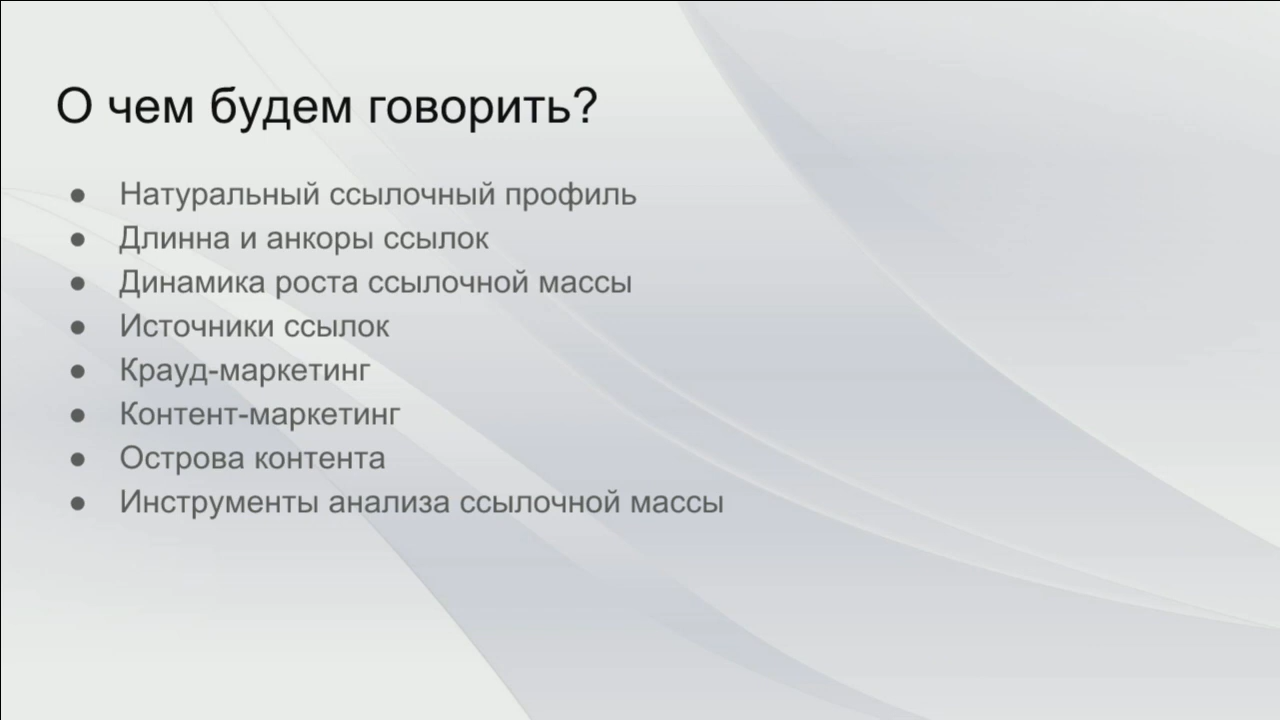 О чем будем говорить?
● Натуральный ссылочный профиль
● Длинна и анкоры ссылок
● Динамика роста ссылочной массы
● Источники ссылок
● Крауд-маркетинг
● Контент-маркетинг
● Острова контента
● Инструменты анализа ссылочной массы